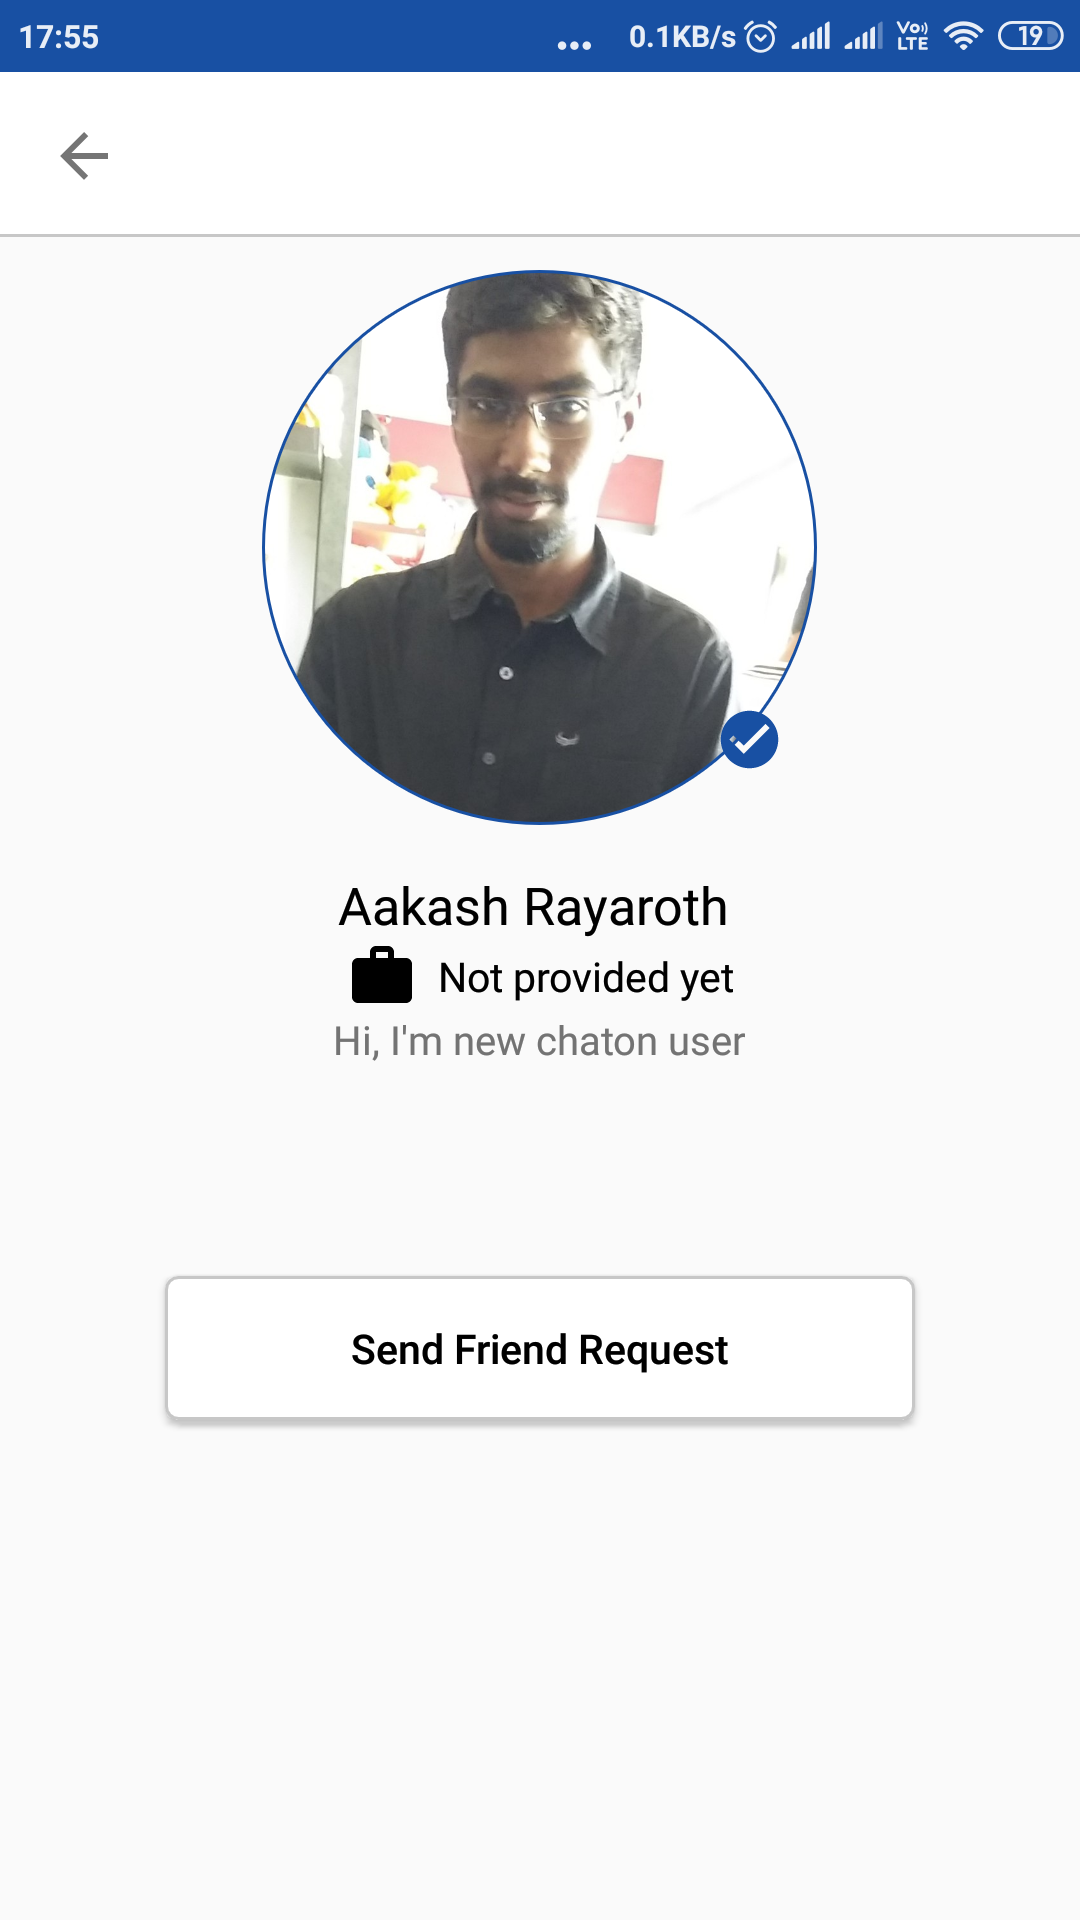 17:55 ... 0.1KB/s Vo LTE 19
Aakash Rayaroth
Not provided yet
Hi, I'm new chaton user
Send Friend Request